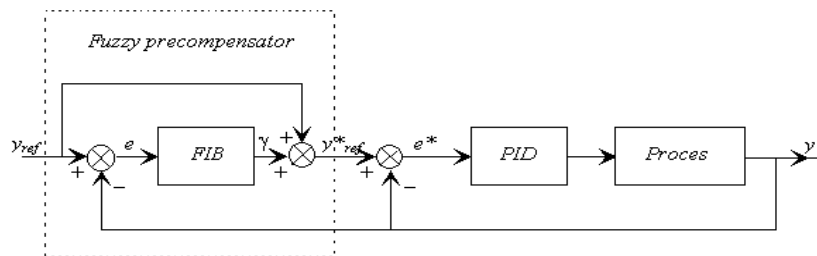 Fuzzy precompensator
y_ref
+
−
e
FIB
γ
+
+
y*_ref
+
−
e*
PID
Proces
y